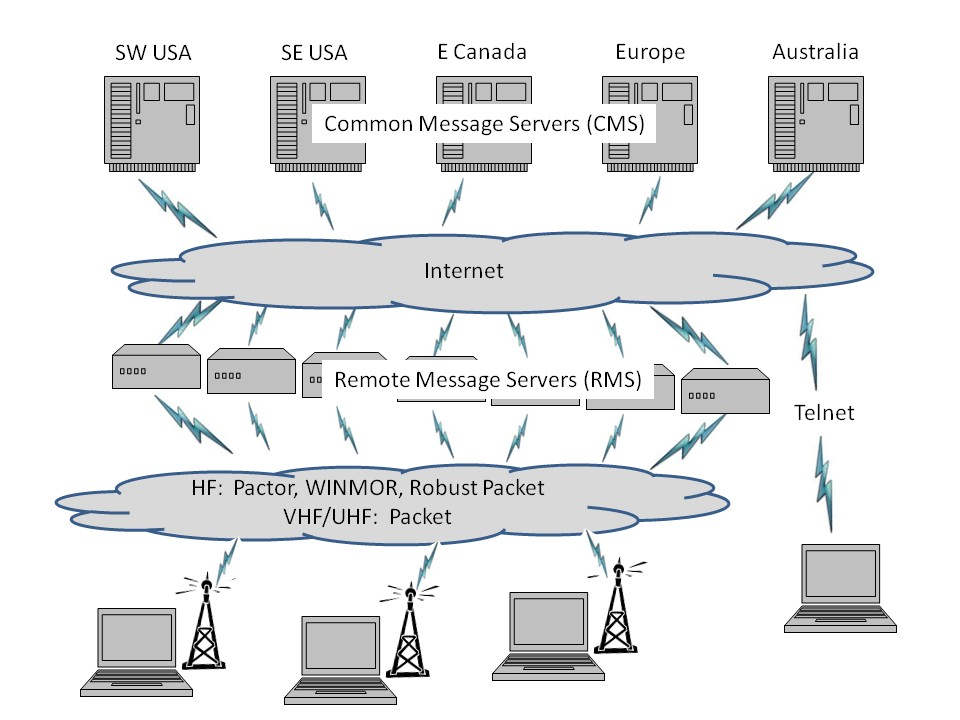 SW USA
SE USA
E Canada
Europe
Australia
Common Message Servers (CMS)
Internet
Remote Message Servers (RMS)
Telnet
HF:  Pactor, WINMOR, Robust Packet
VHF/UHF:  Packet